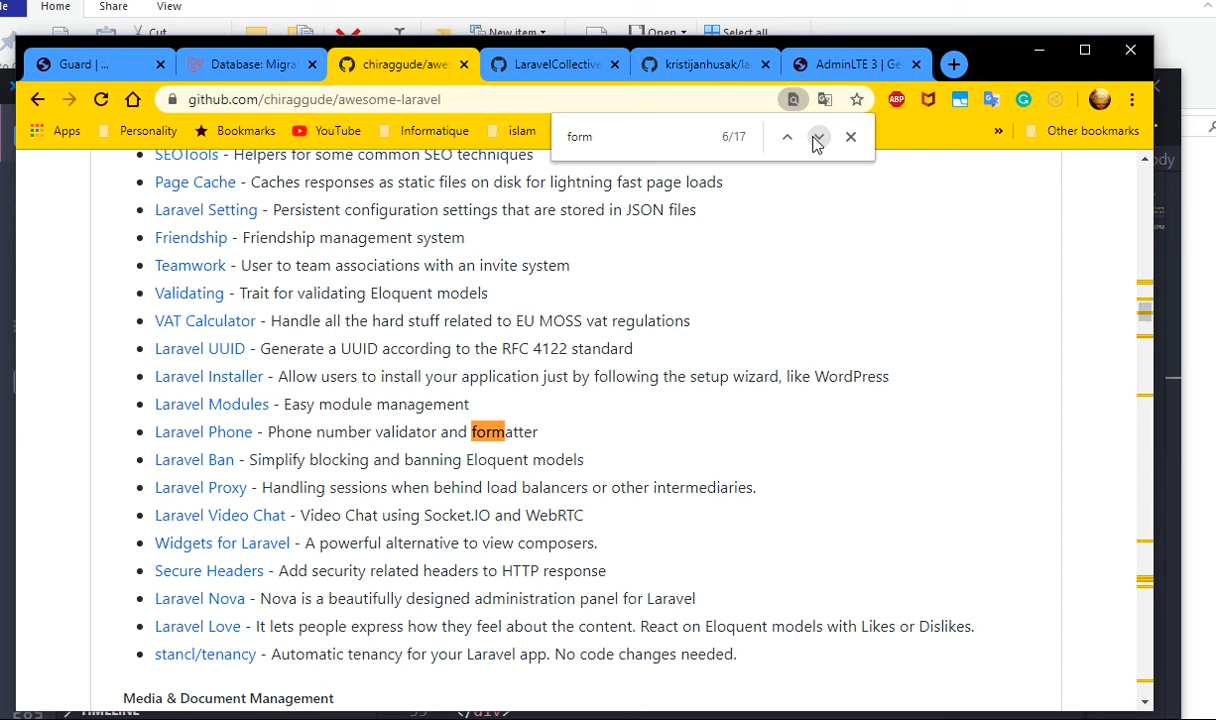 Home Share View
Cut New item Open Select all
Guard | ... Database: Migra chiraggude/awe LaravelCollective kristijanhusak/la AdminLTE 3 | Ge
github.com/chiraggude/awesome-laravel
Apps Personality Bookmarks YouTube Informatique islam » Other bookmarks
form 6/17
SEOTools - Helpers for some common SEO techniques
Page Cache - Caches responses as static files on disk for lightning fast page loads
Laravel Setting - Persistent configuration settings that are stored in JSON files
Friendship - Friendship management system
Teamwork - User to team associations with an invite system
Validating - Trait for validating Eloquent models
VAT Calculator - Handle all the hard stuff related to EU MOSS vat regulations
Laravel UUID - Generate a UUID according to the RFC 4122 standard
Laravel Installer - Allow users to install your application just by following the setup wizard, like WordPress
Laravel Modules - Easy module management
Laravel Phone - Phone number validator and formatter
Laravel Ban - Simplify blocking and banning Eloquent models
Laravel Proxy - Handling sessions when behind load balancers or other intermediaries.
Laravel Video Chat - Video Chat using Socket.IO and WebRTC
Widgets for Laravel - A powerful alternative to view composers.
Secure Headers - Add security related headers to HTTP response
Laravel Nova - Nova is a beautifully designed administration panel for Laravel
Laravel Love - It lets people express how they feel about the content. React on Eloquent models with Likes or Dislikes.
stancl/tenancy - Automatic tenancy for your Laravel app. No code changes needed.
Media & Document Management